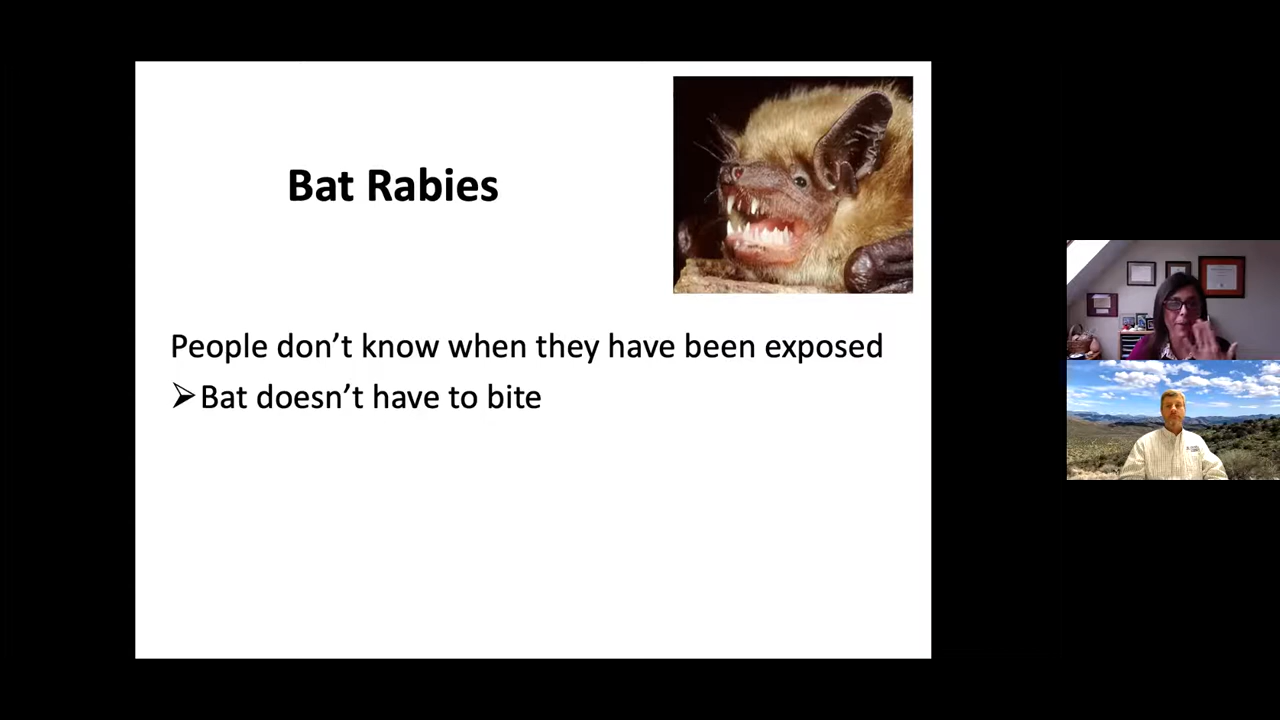 Bat Rabies
People don’t know when they have been exposed
➢Bat doesn’t have to bite